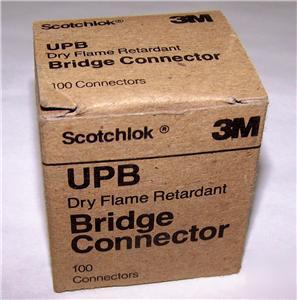 Scotchlok® 3M
UPB
Dry Flame Retardant
Bridge Connector
100 Connectors
Scotchlok® 3M
UPB
Dry Flame Retardant
Bridge
Connector
100
Connectors